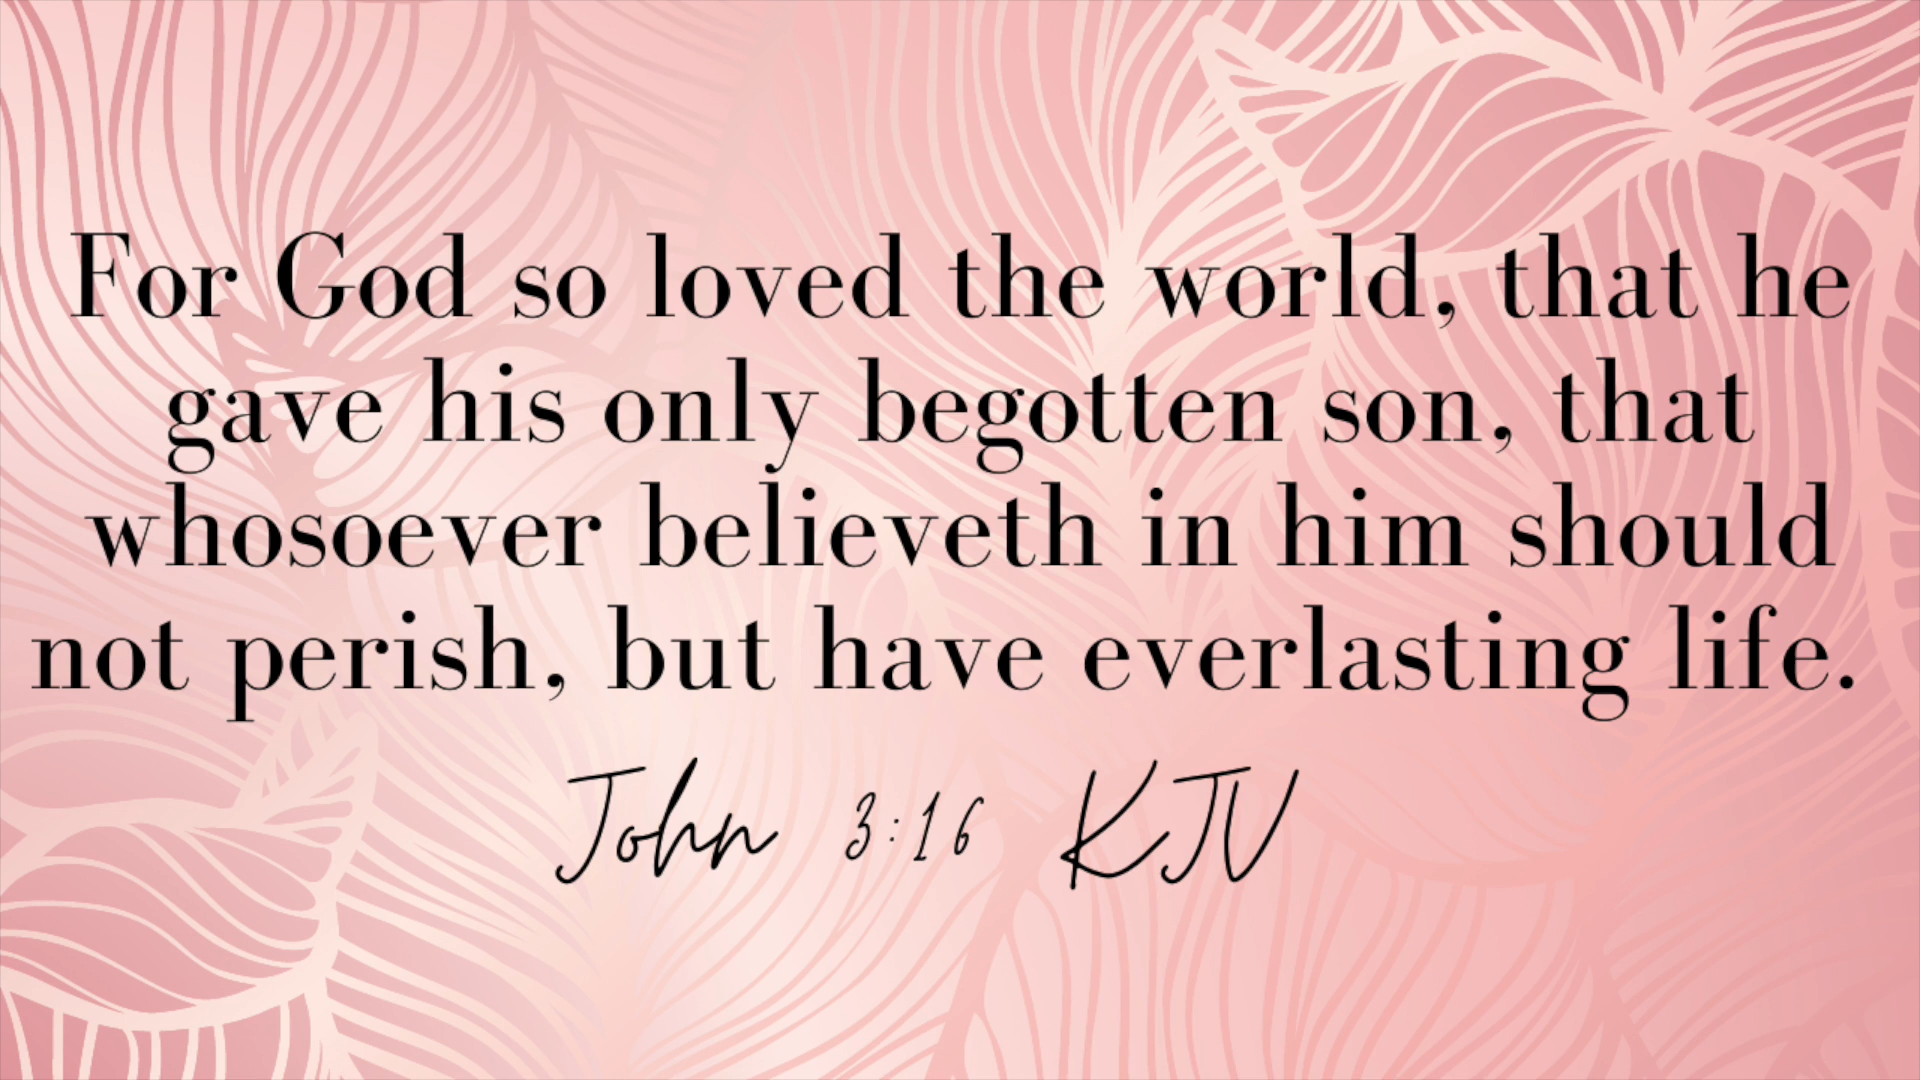 For God so loved the world, that he
gave his only begotten son, that
whosoever believeth in him should
not perish, but have everlasting life.
John 3:16 KJV